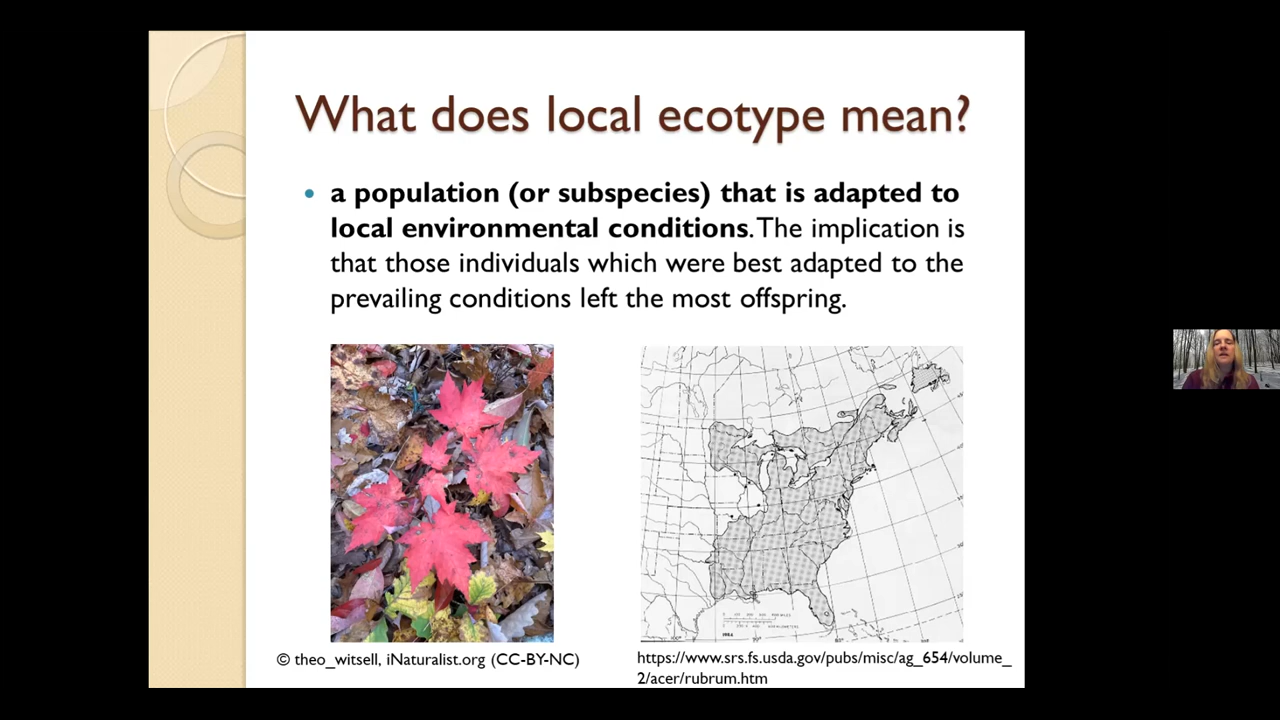 What does local ecotype mean?
• a population (or subspecies) that is adapted to
local environmental conditions. The implication is
that those individuals which were best adapted to the
prevailing conditions left the most offspring.
© theo_witsell, iNaturalist.org (CC-BY-NC)
https://www.srs.fs.usda.gov/pubs/misc/ag_654/volume_
2/acer/rubrum.htm